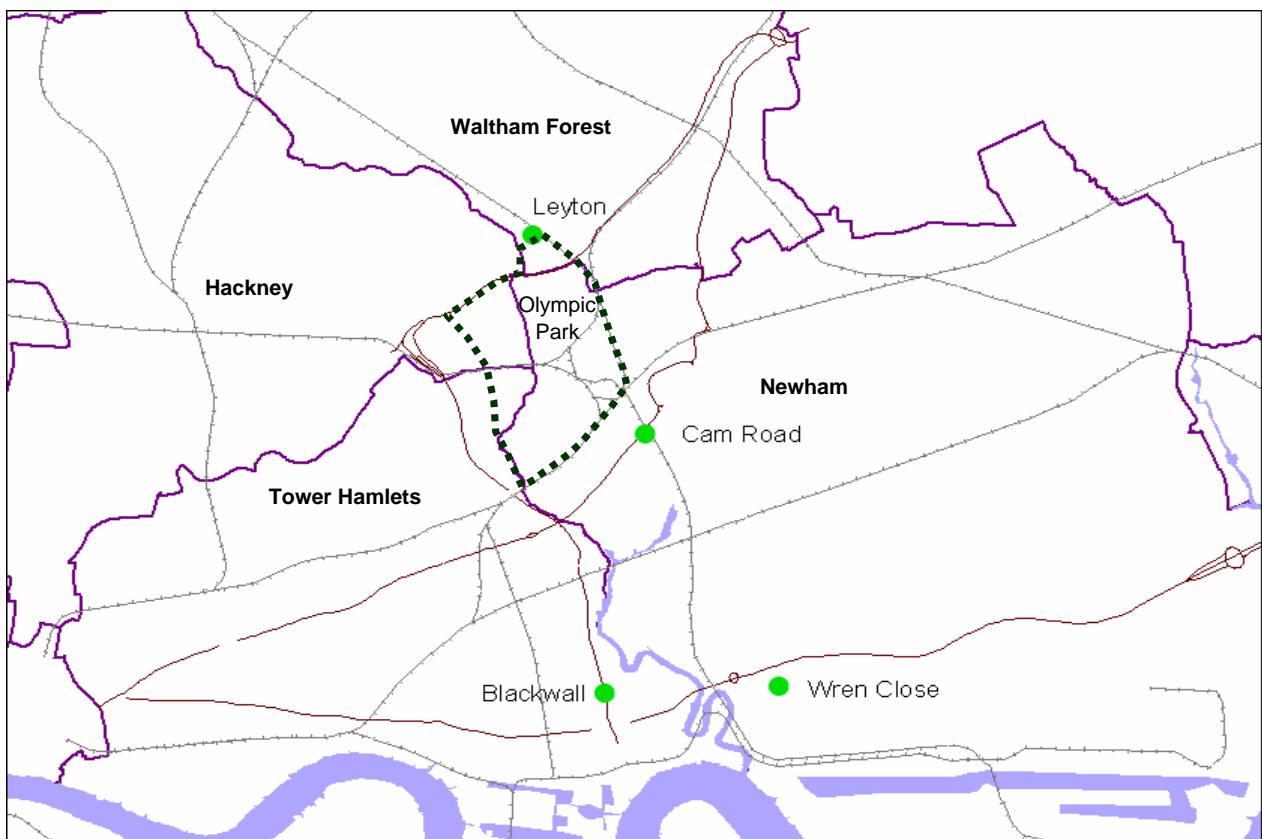 Waltham Forest
Leyton
Hackney
Olympic
Park
Newham
Cam Road
Tower Hamlets
Blackwall
Wren Close